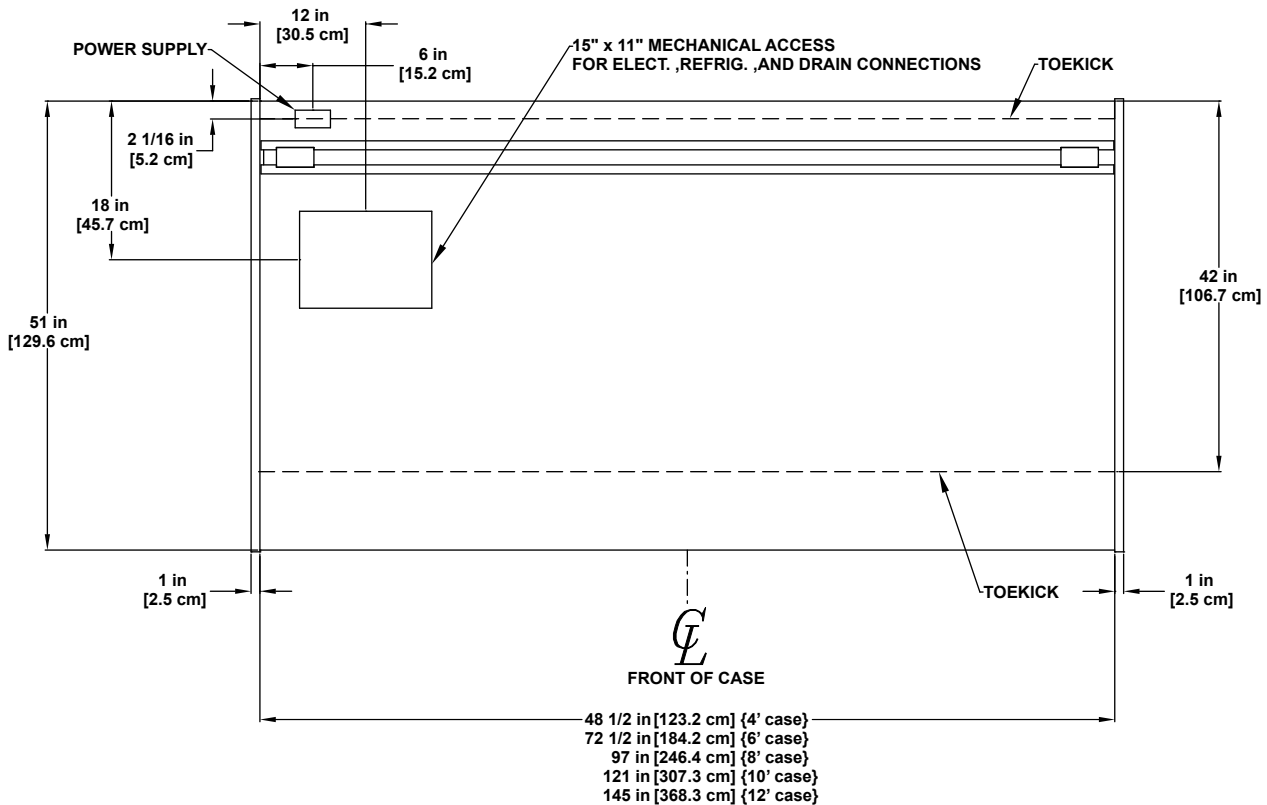 12 in
[30.5 cm]
POWER SUPPLY
6 in
[15.2 cm]
15" x 11" MECHANICAL ACCESS
FOR ELECT. ,REFRIG. ,AND DRAIN CONNECTIONS
TOEKICK
2 1/16 in
[5.2 cm]
18 in
[45.7 cm]
51 in
[129.6 cm]
42 in
[106.7 cm]
1 in
[2.5 cm]
TOEKICK
1 in
[2.5 cm]
CL
FRONT OF CASE
48 1/2 in [123.2 cm] {4' case}
72 1/2 in [184.2 cm] {6' case}
97 in [246.4 cm] {8' case}
121 in [307.3 cm] {10' case}
145 in [368.3 cm] {12' case}